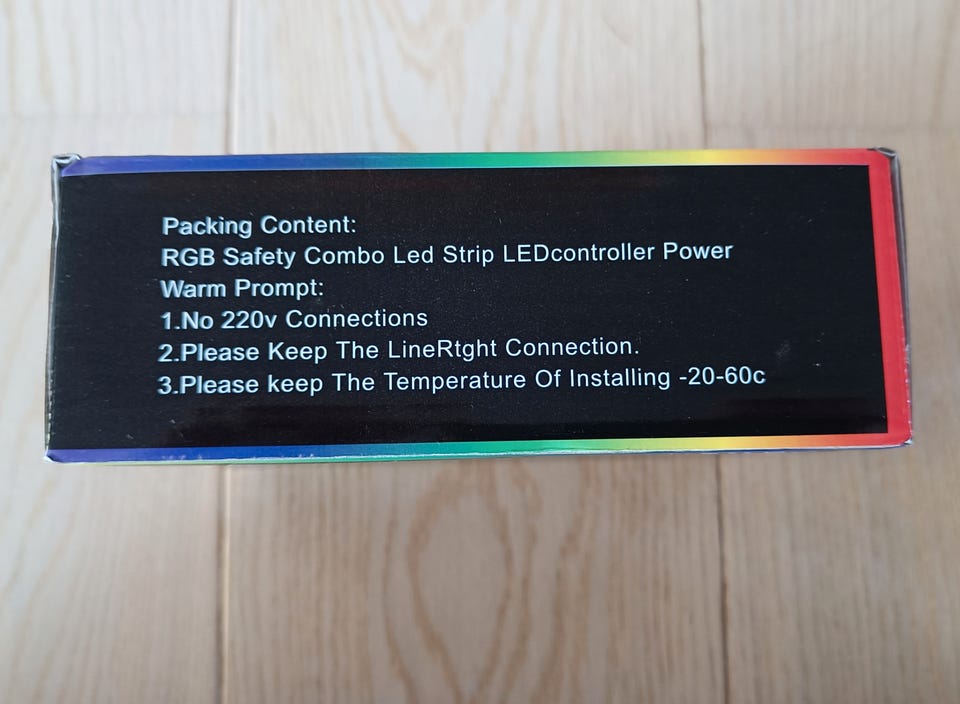 Packing Content:
RGB Safety Combo Led Strip LEDcontroller Power
Warm Prompt:
1.No 220v Connections
2.Please Keep The LineRtght Connection.
3.Please keep The Temperature Of Installing -20-60c